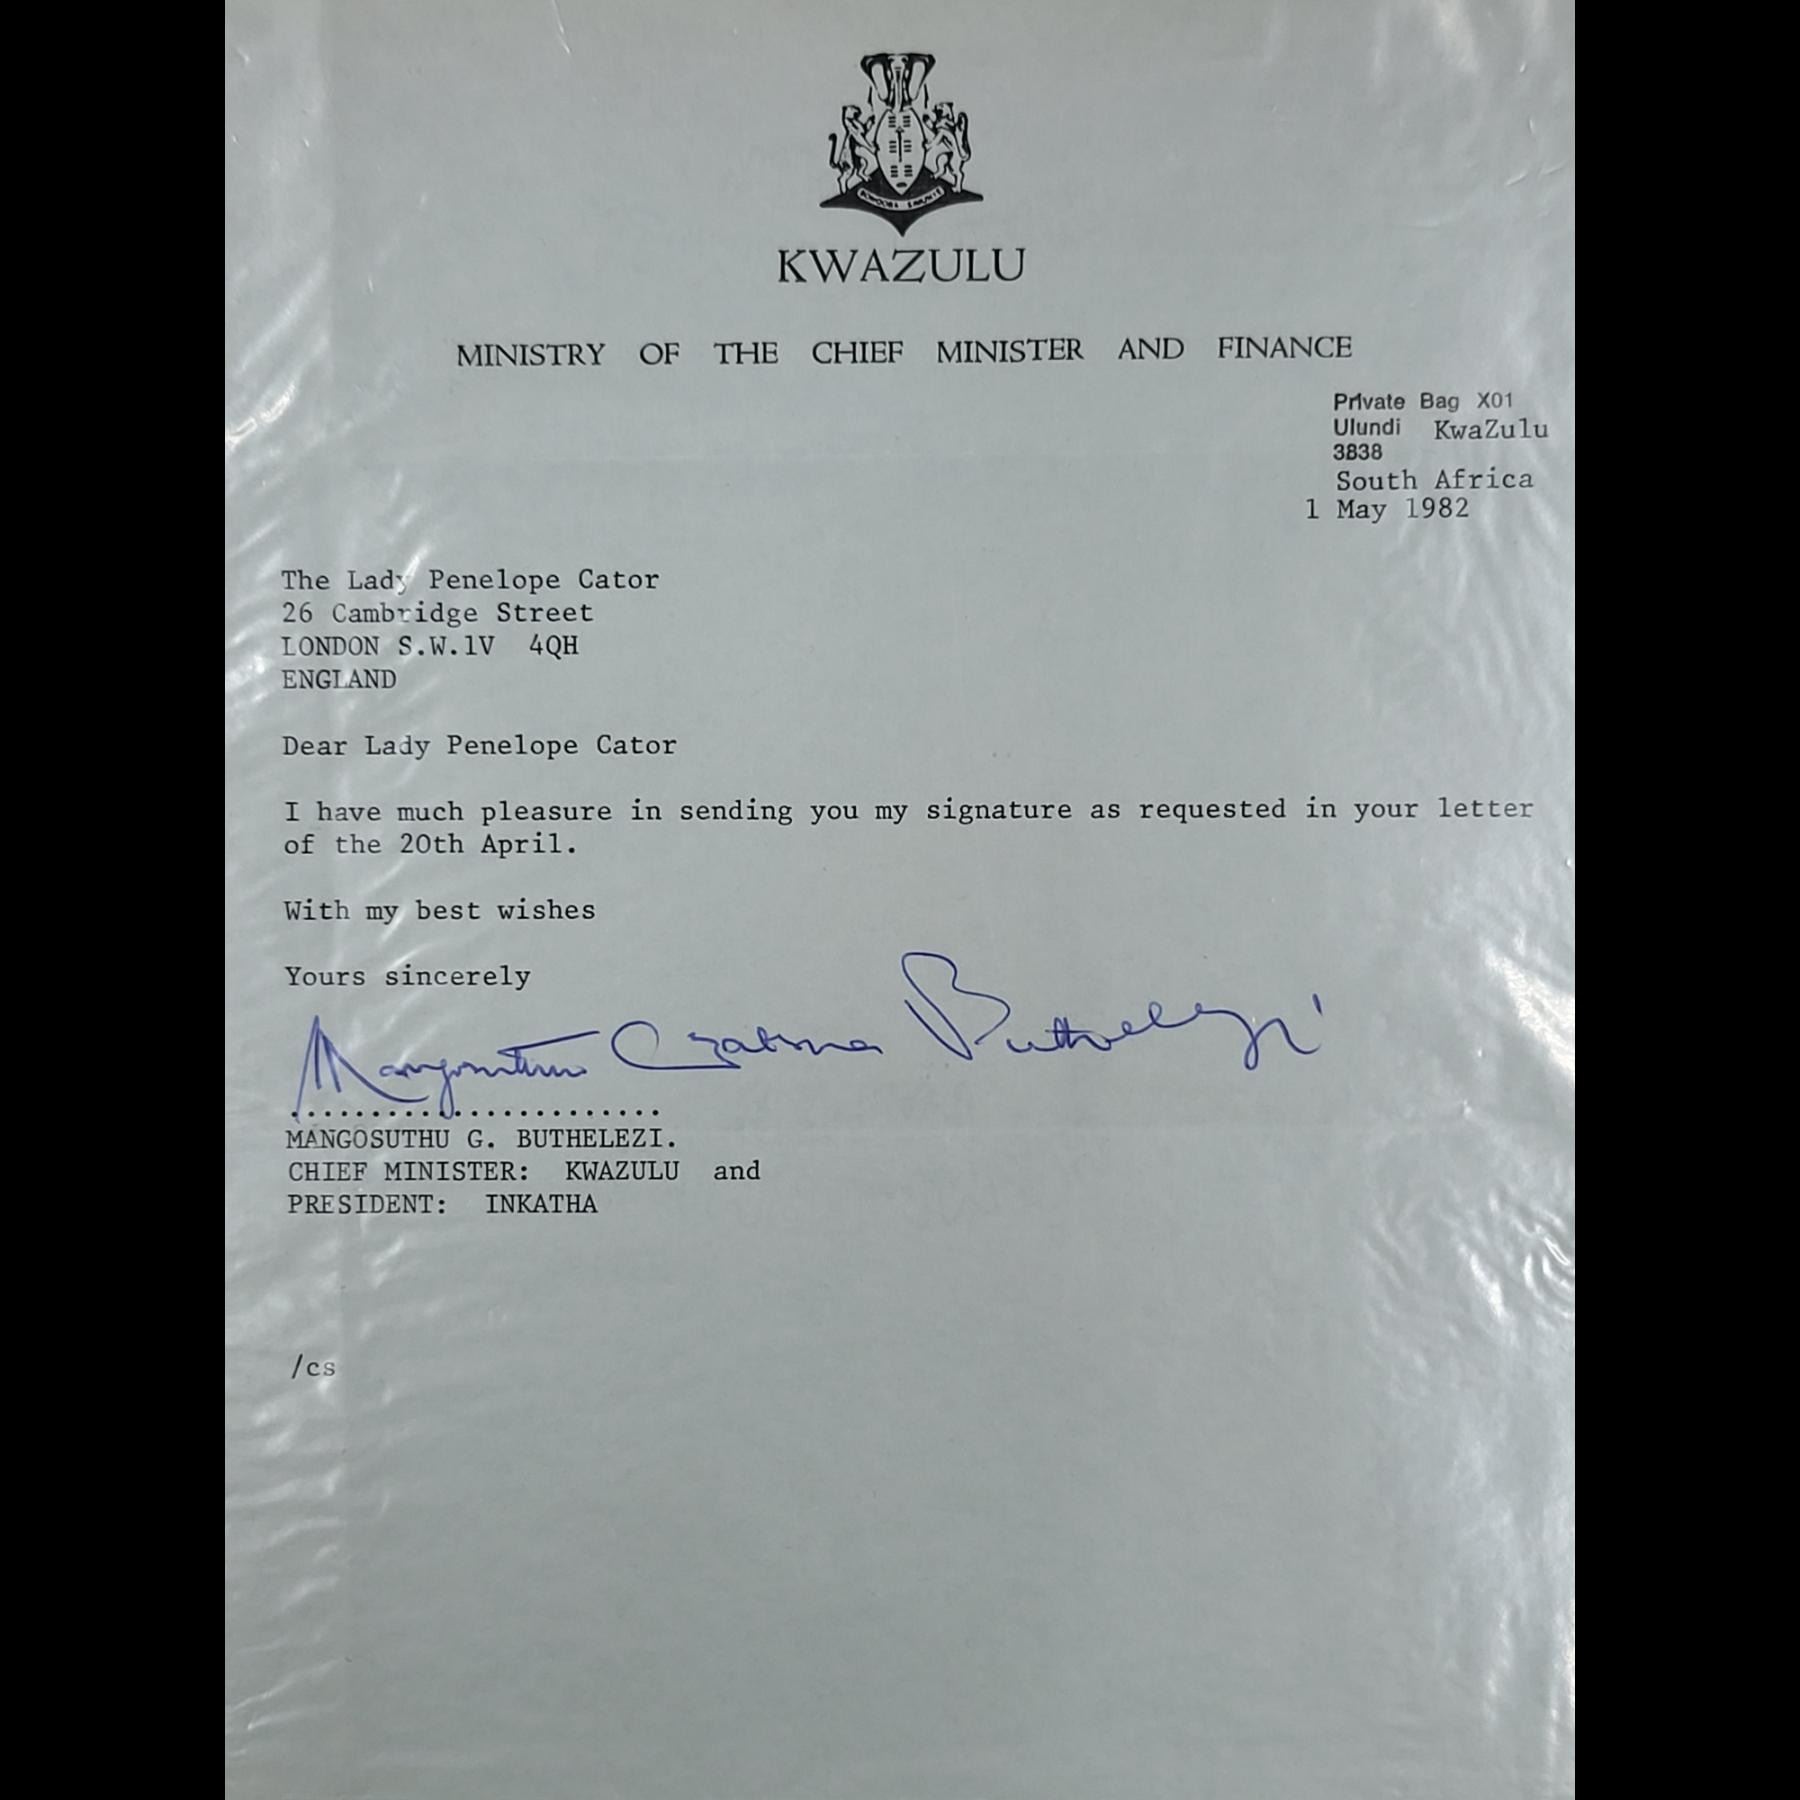 KWAZULU
MINISTRY OF THE CHIEF MINISTER AND FINANCE
Private Bag X01
Ulundi KwaZulu
3838
South Africa
1 May 1982
The Lady Penelope Cator
26 Cambridge Street
LONDON S.W.1V 4QH
ENGLAND
Dear Lady Penelope Cator
I have much pleasure in sending you my signature as requested in your letter
of the 20th April.
With my best wishes
Yours sincerely
Mangosuthu Gatsha Buthelezi
.......................
MANGOSUTHU G. BUTHELEZI.
CHIEF MINISTER: KWAZULU and
PRESIDENT: INKATHA
/cs